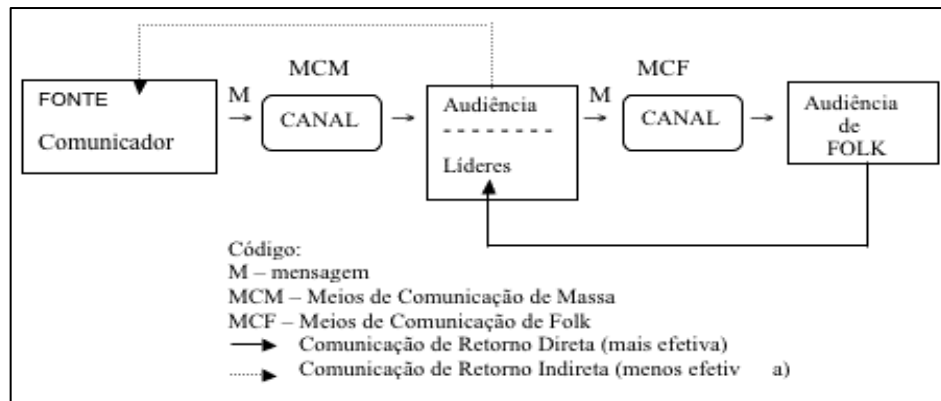 MCM
MCF
FONTE
Comunicador
M
CANAL
Audiência
- - - - - - - -
Líderes
M
CANAL
Audiência
de
FOLK
Código:
M – mensagem
MCM – Meios de Comunicação de Massa
MCF – Meios de Comunicação de Folk
Comunicação de Retorno Direta (mais efetiva)
Comunicação de Retorno Indireta (menos efetiv a)